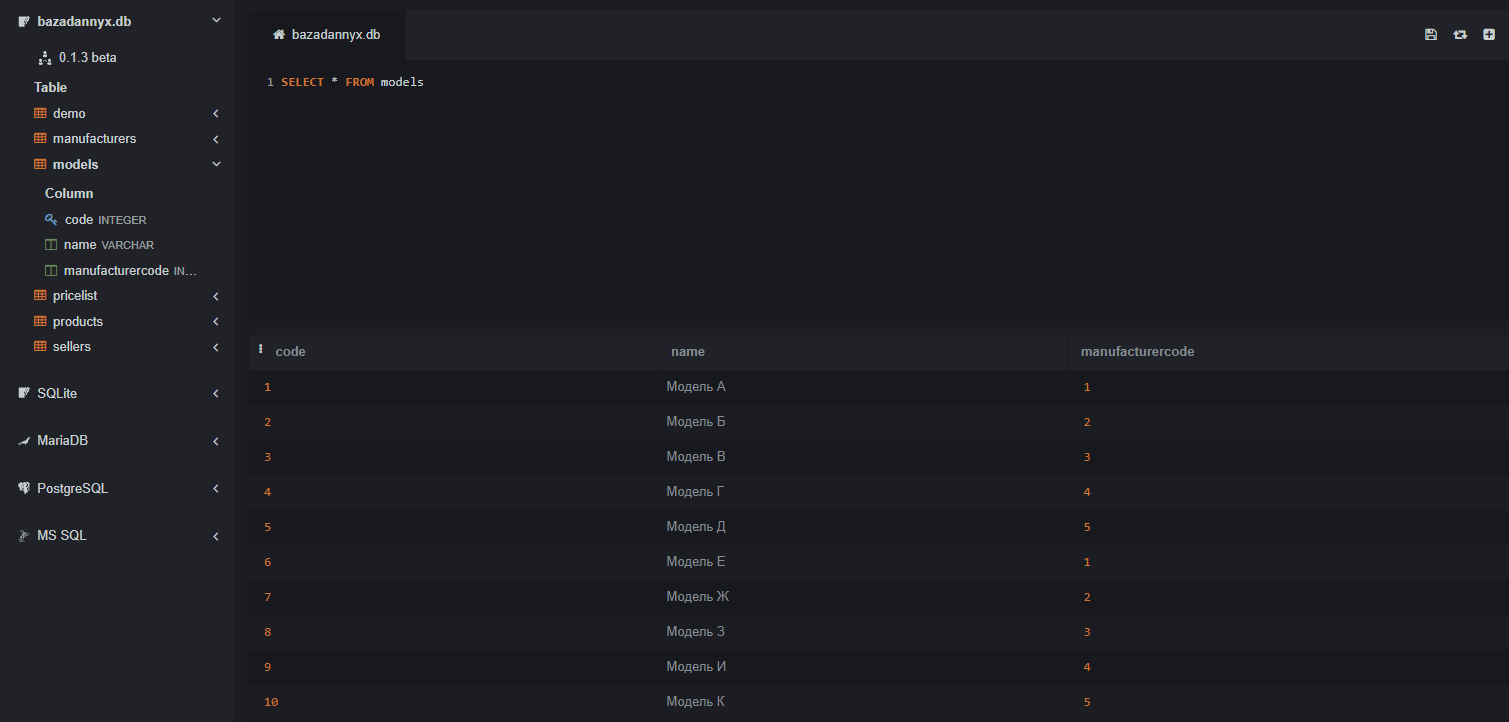 bazadannyx.db
0.1.3 beta
Table
demo
manufacturers
models
Column
code INTEGER
name VARCHAR
manufacturercode IN...
pricelist
products
sellers
SQLite
MariaDB
PostgreSQL
MS SQL
bazadannyx.db
1 SELECT * FROM models
code name manufacturercode
1 Модель А 1
2 Модель Б 2
3 Модель В 3
4 Модель Г 4
5 Модель Д 5
6 Модель Е 1
7 Модель Ж 2
8 Модель З 3
9 Модель И 4
10 Модель К 5